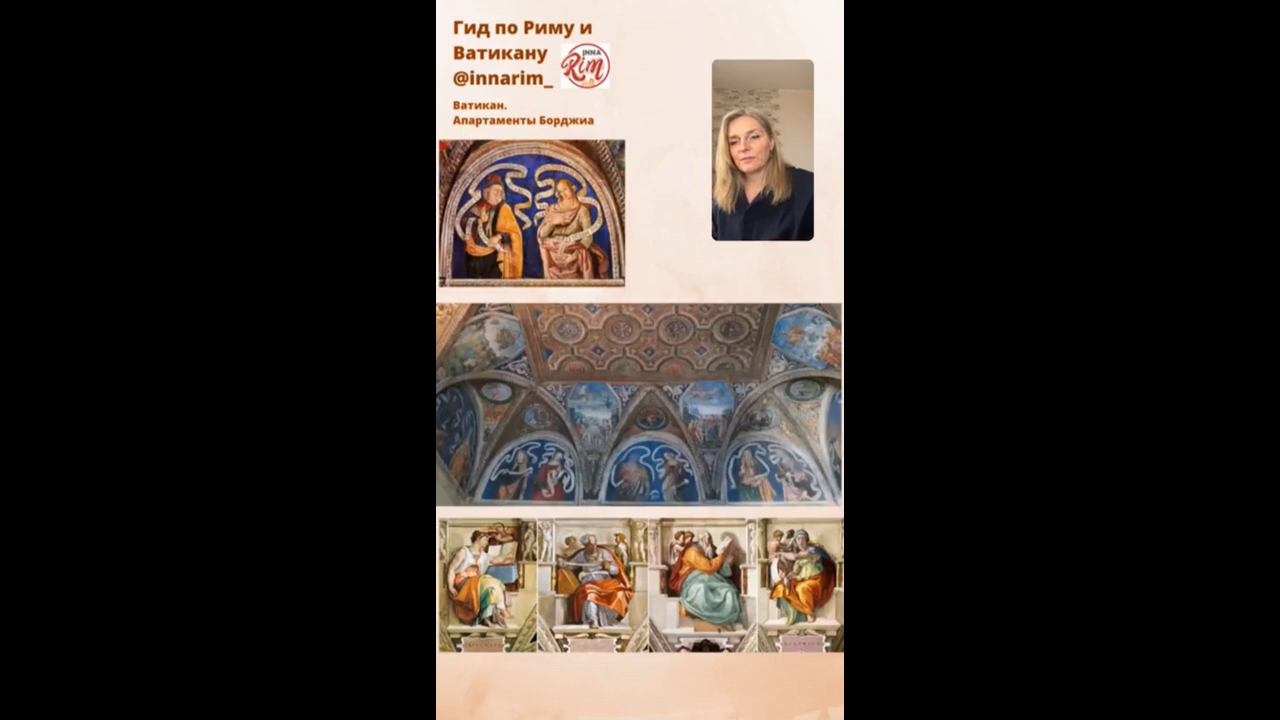 Гид по Риму и
Ватикану
@innarim_
INNA
Rim
Ватикан.
Апартаменты Борджиа